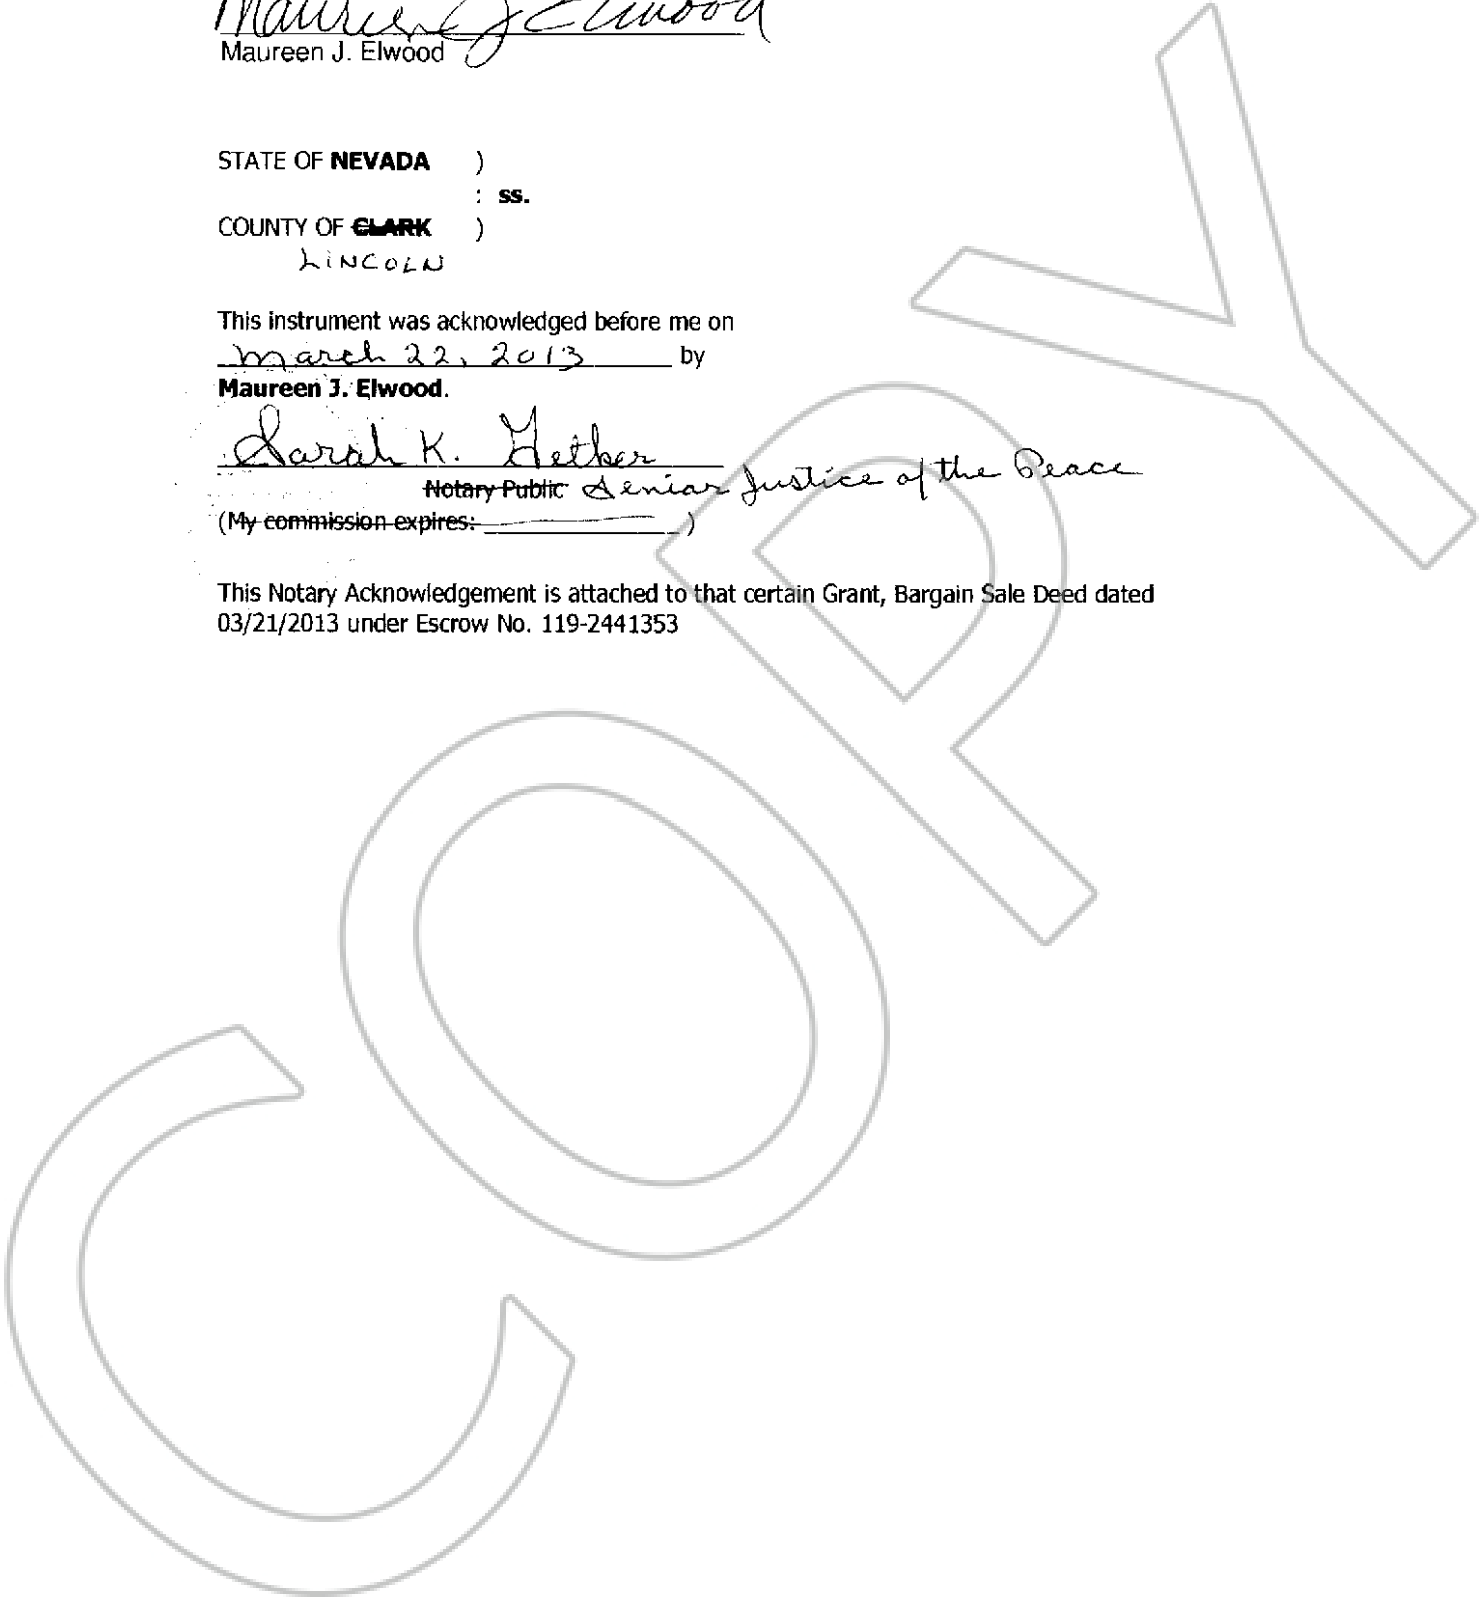 Maureen J Elwood
Maureen J. Elwood
STATE OF NEVADA )
: ss.
COUNTY OF CLARK )
LINCOLN
This instrument was acknowledged before me on
March 22, 2013 by
Maureen J. Elwood.
Sarah K. Getker
Notary Public Senior Justice of the Peace
(My commission expires: ____________ )
This Notary Acknowledgement is attached to that certain Grant, Bargain Sale Deed dated
03/21/2013 under Escrow No. 119-2441353
COPY